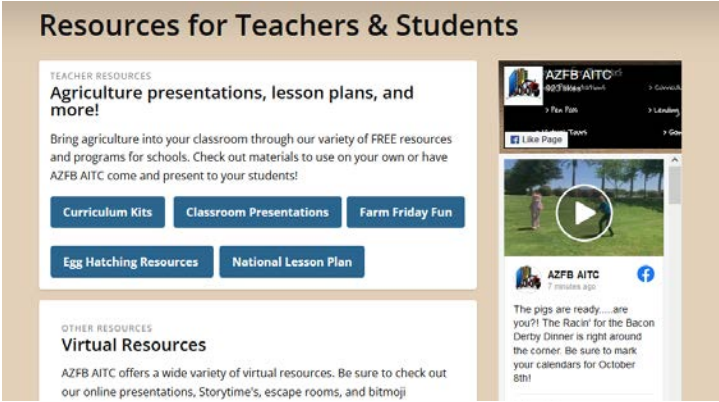 Resources for Teachers & Students
TEACHER RESOURCES
Agriculture presentations, lesson plans, and
more!
Bring agriculture into your classroom through our variety of FREE resources
and programs for schools. Check out materials to use on your own or have
AZFB AITC come and present to your students!
Curriculum Kits
Classroom Presentations
Farm Friday Fun
Egg Hatching Resources
National Lesson Plan
OTHER RESOURCES
Virtual Resources
AZFB AITC offers a wide variety of virtual resources. Be sure to check out
our online presentations, Storytime's, escape rooms, and bitmoji
AZFB AITC
923 likes
> Pen Pals
> Lending
Tours
Like Page
AZFB AITC
7 minutes ago
The pigs are ready.....are
you?! The Racin' for the Bacon
Derby Dinner is right around
the corner. Be sure to mark
your calendars for October
8th!